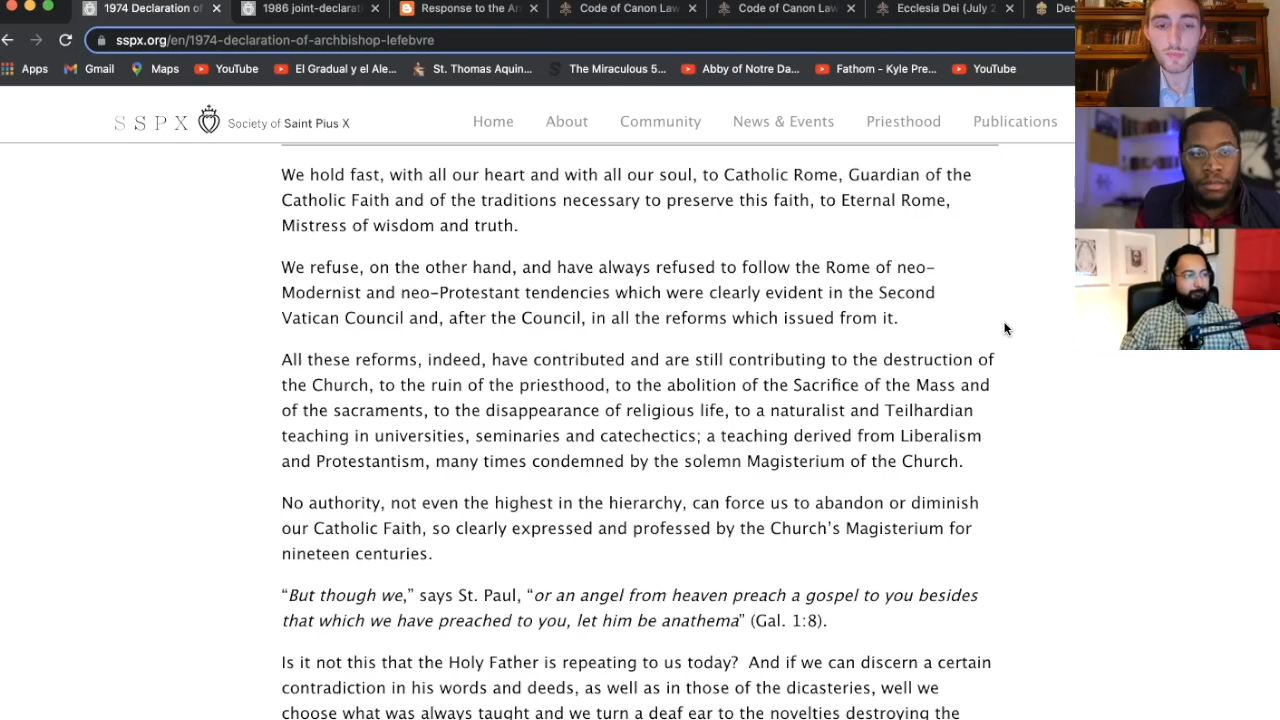 1974 Declaration of
1986 joint-declarat
Response to the Ar
Code of Canon Law
Code of Canon Law
Ecclesia Dei (July 2
Dec
sspx.org/en/1974-declaration-of-archbishop-lefebvre
Apps
Gmail
Maps
YouTube
El Gradual y el Ale...
St. Thomas Aquin...
The Miraculous 5...
Abby of Notre Da...
Fathom - Kyle Pre...
YouTube
SSPX
Society of Saint Pius X
Home
About
Community
News & Events
Priesthood
Publications
We hold fast, with all our heart and with all our soul, to Catholic Rome, Guardian of the
Catholic Faith and of the traditions necessary to preserve this faith, to Eternal Rome,
Mistress of wisdom and truth.
We refuse, on the other hand, and have always refused to follow the Rome of neo-
Modernist and neo-Protestant tendencies which were clearly evident in the Second
Vatican Council and, after the Council, in all the reforms which issued from it.
All these reforms, indeed, have contributed and are still contributing to the destruction of
the Church, to the ruin of the priesthood, to the abolition of the Sacrifice of the Mass and
of the sacraments, to the disappearance of religious life, to a naturalist and Teilhardian
teaching in universities, seminaries and catechectics; a teaching derived from Liberalism
and Protestantism, many times condemned by the solemn Magisterium of the Church.
No authority, not even the highest in the hierarchy, can force us to abandon or diminish
our Catholic Faith, so clearly expressed and professed by the Church's Magisterium for
nineteen centuries.
“But though we,” says St. Paul, “or an angel from heaven preach a gospel to you besides
that which we have preached to you, let him be anathema” (Gal. 1:8).
Is it not this that the Holy Father is repeating to us today? And if we can discern a certain
contradiction in his words and deeds, as well as in those of the dicasteries, well we
choose what was always taught and we turn a deaf ear to the novelties destroying the